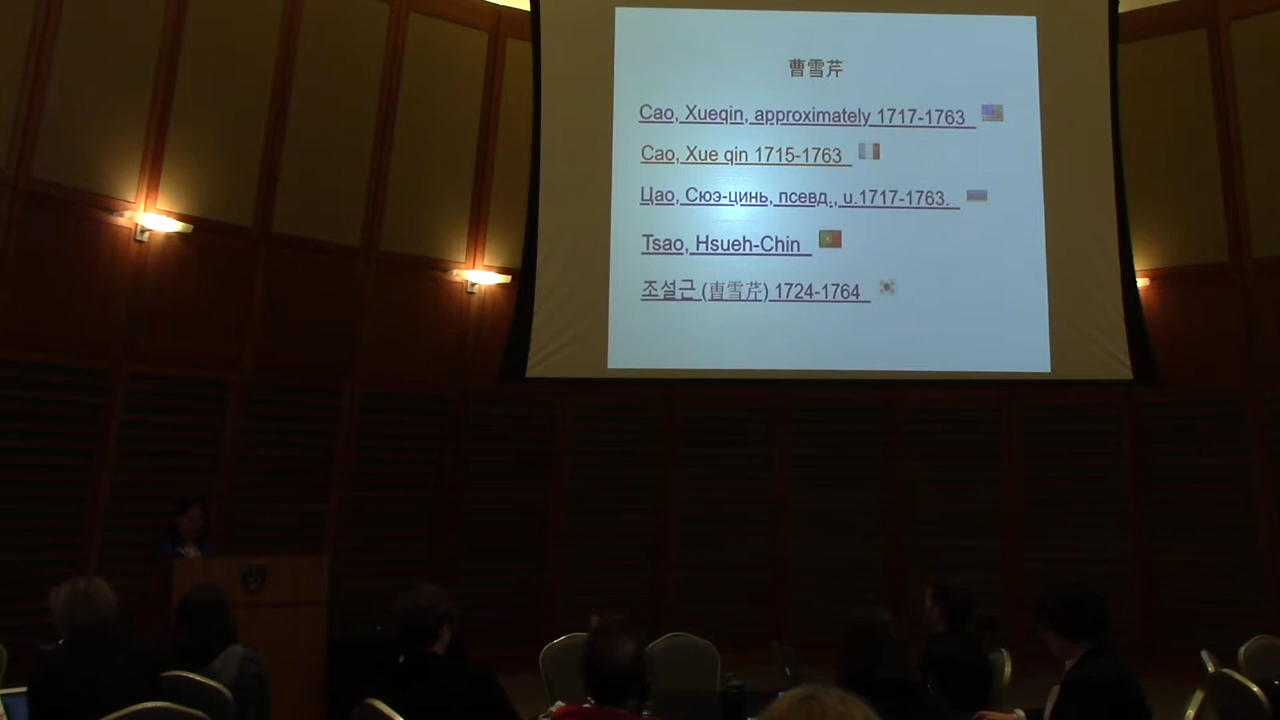 曹雪芹
Cao, Xueqin, approximately 1717-1763
Cao, Xue qin 1715-1763
Цао, Сюэ-цинь, псевд., u.1717-1763.
Tsao, Hsueh-Chin
조설근 (曹雪芹) 1724-1764